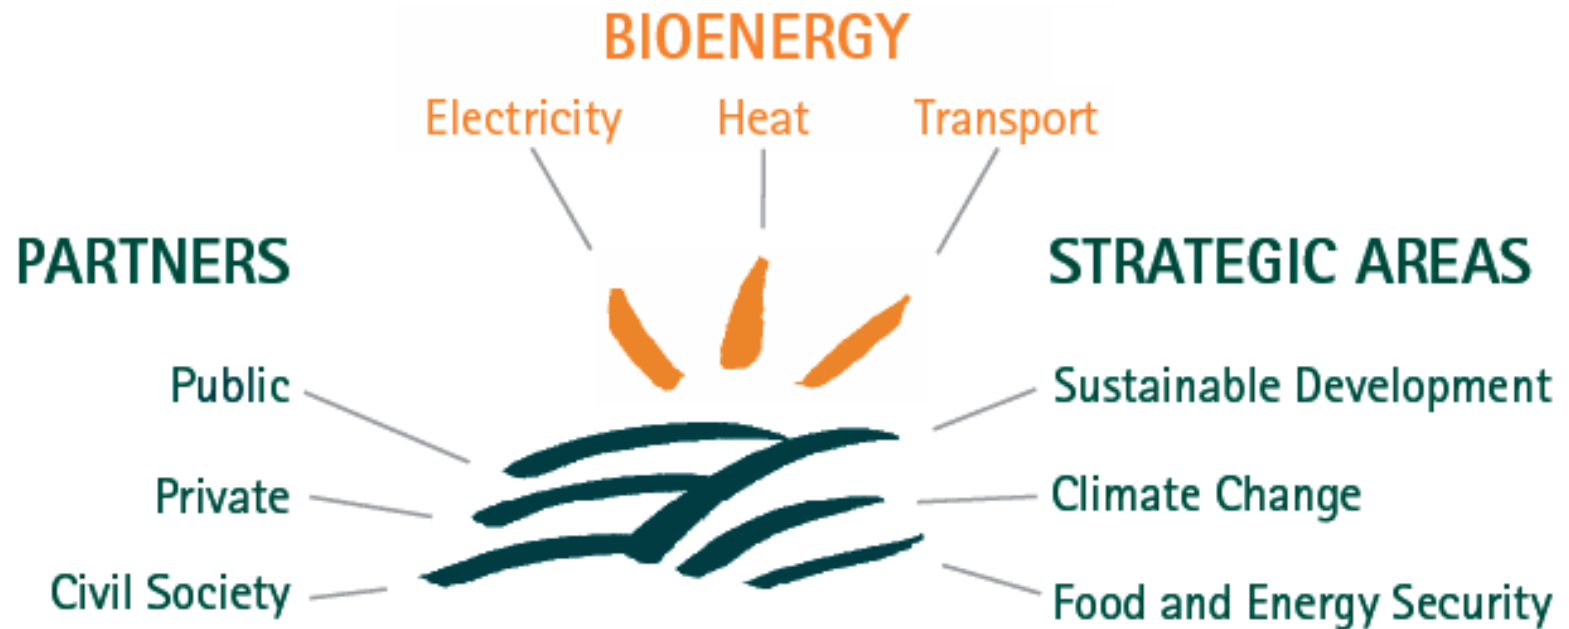 BIOENERGY
Electricity Heat Transport
PARTNERS
Public
Private
Civil Society
STRATEGIC AREAS
Sustainable Development
Climate Change
Food and Energy Security